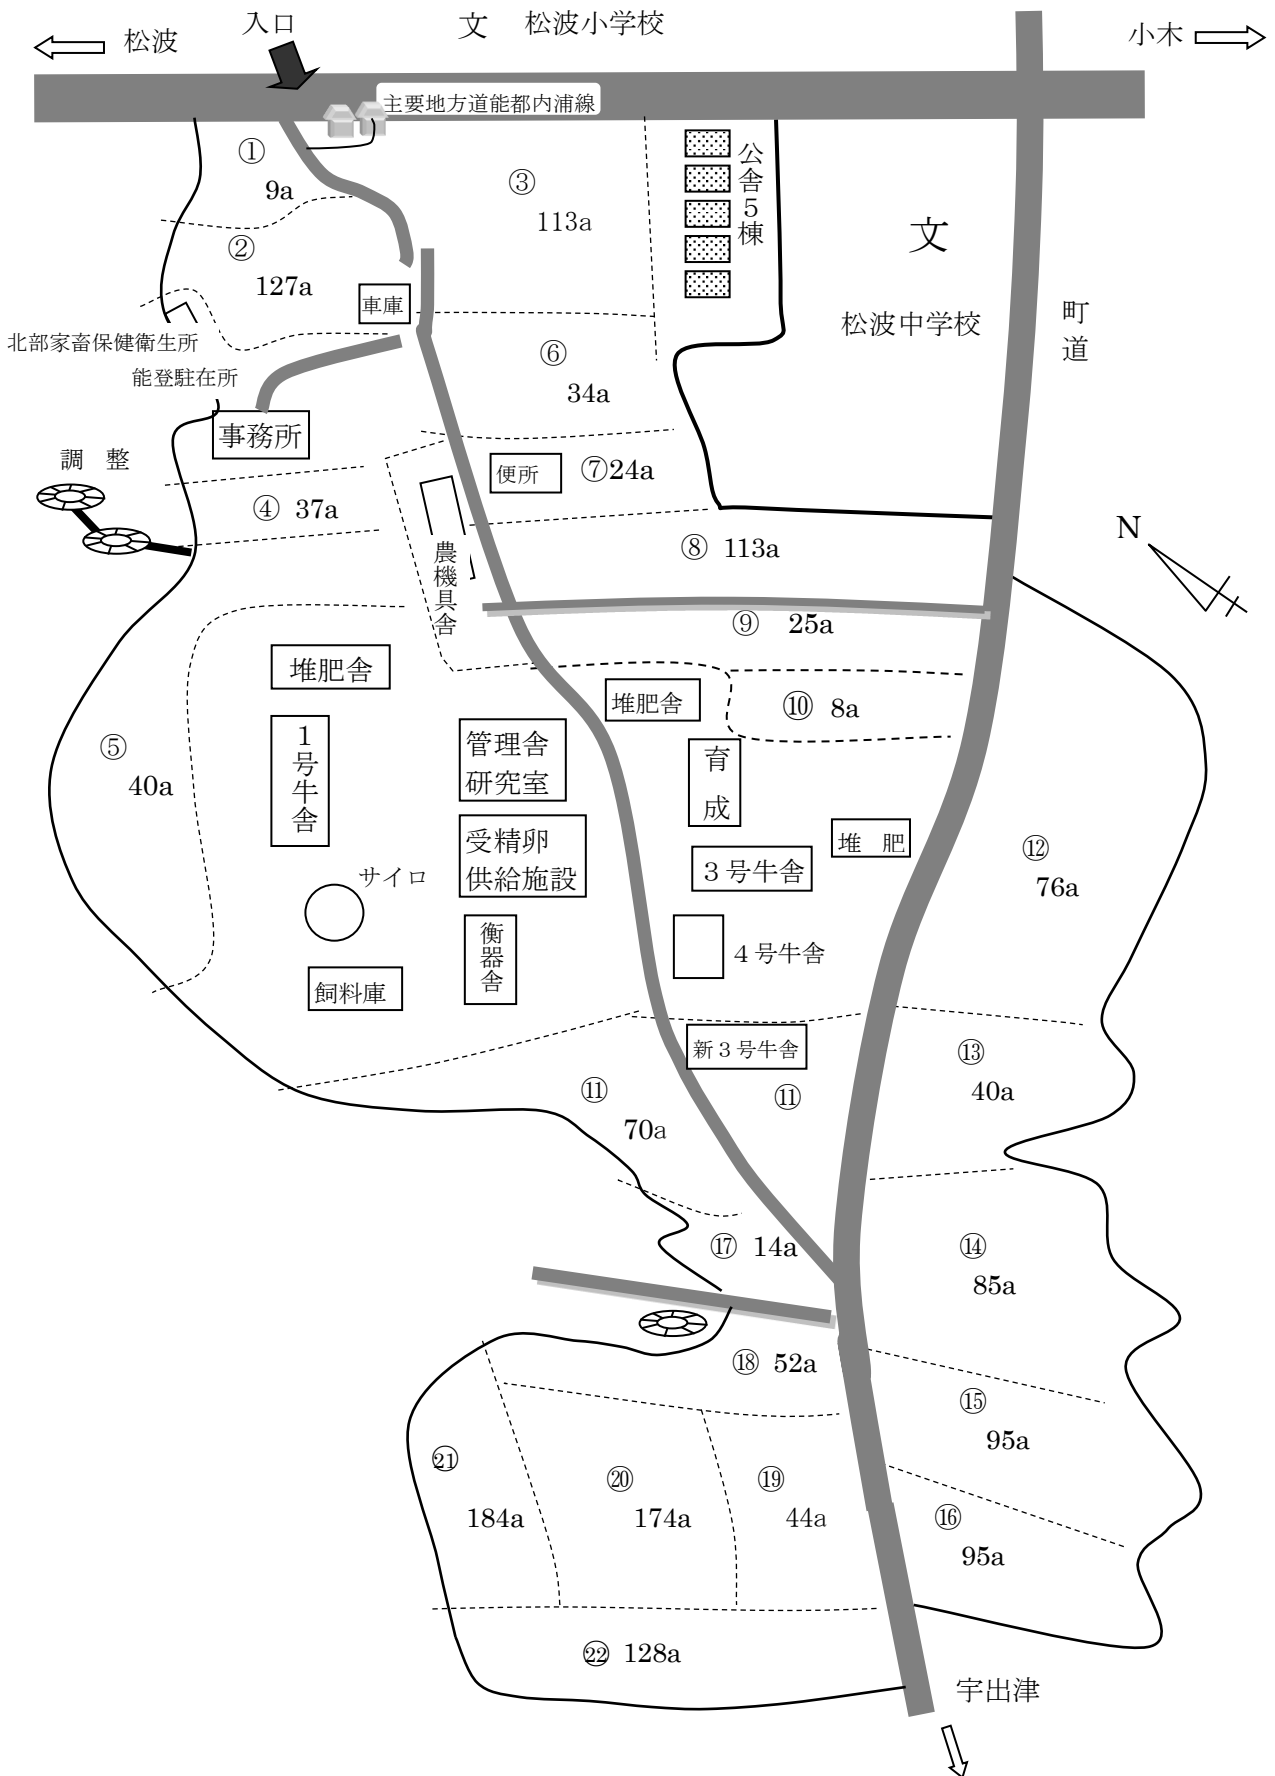 入口
文 松波小学校
松波
小木
主要地方道能都内浦線
①
9a
③
113a
公舎５棟
②
127a
文
松波中学校
町道
車庫
北部家畜保健衛生所
能登駐在所
⑥
34a
事務所
調 整
便所
⑦24a
④ 37a
⑧ 113a
N
農機具舎
⑨ 25a
堆肥舎
堆肥舎
⑩ 8a
⑤
40a
１号牛舎
管理舎
研究室
育成
受精卵
供給施設
堆 肥
３号牛舎
⑫
76a
サイロ
衡器舎
４号牛舎
飼料庫
新３号牛舎
⑬
40a
⑪
70a
⑪
⑰ 14a
⑭
85a
⑱ 52a
⑮
95a
㉑
184a
⑳
174a
⑲
44a
⑯
95a
㉒ 128a
宇出津